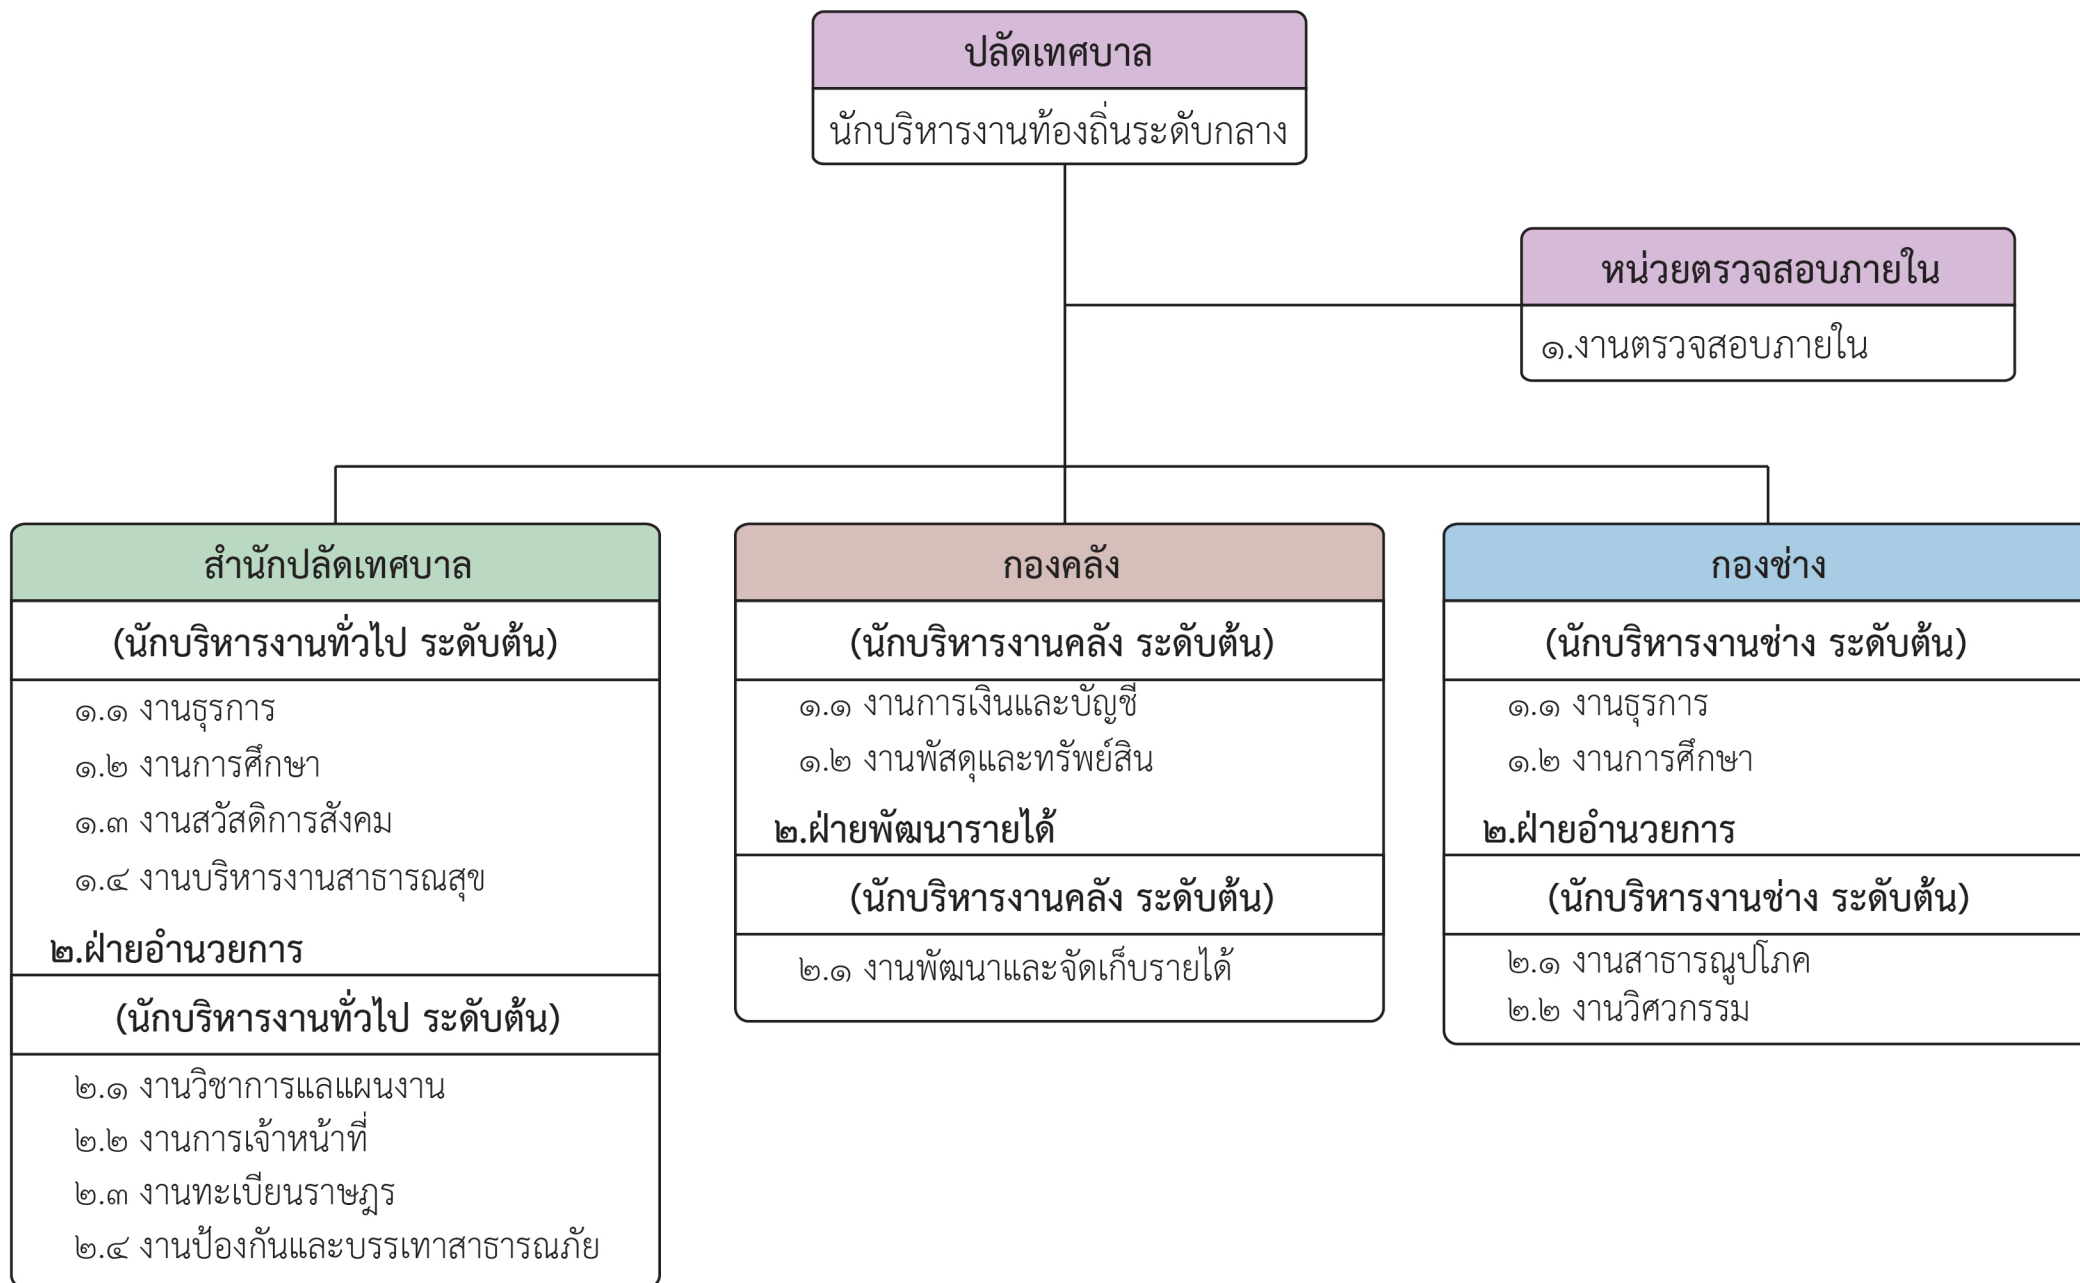 ปลัดเทศบาล
นักบริหารงานท้องถิ่นระดับกลาง
หน่วยตรวจสอบภายใน
๑.งานตรวจสอบภายใน
สำนักปลัดเทศบาล
(นักบริหารงานทั่วไป ระดับต้น)
๑.๑ งานธุรการ
๑.๒ งานการศึกษา
๑.๓ งานสวัสดิการสังคม
๑.๔ งานบริหารงานสาธารณสุข
๒.ฝ่ายอำนวยการ
(นักบริหารงานทั่วไป ระดับต้น)
๒.๑ งานวิชาการแลแผนงาน
๒.๒ งานการเจ้าหน้าที่
๒.๓ งานทะเบียนราษฎร
๒.๔ งานป้องกันและบรรเทาสาธารณภัย
กองคลัง
(นักบริหารงานคลัง ระดับต้น)
๑.๑ งานการเงินและบัญชี
๑.๒ งานพัสดุและทรัพย์สิน
๒.ฝ่ายพัฒนารายได้
(นักบริหารงานคลัง ระดับต้น)
๒.๑ งานพัฒนาและจัดเก็บรายได้
กองช่าง
(นักบริหารงานช่าง ระดับต้น)
๑.๑ งานธุรการ
๑.๒ งานการศึกษา
๒.ฝ่ายอำนวยการ
(นักบริหารงานช่าง ระดับต้น)
๒.๑ งานสาธารณูปโภค
๒.๒ งานวิศวกรรม